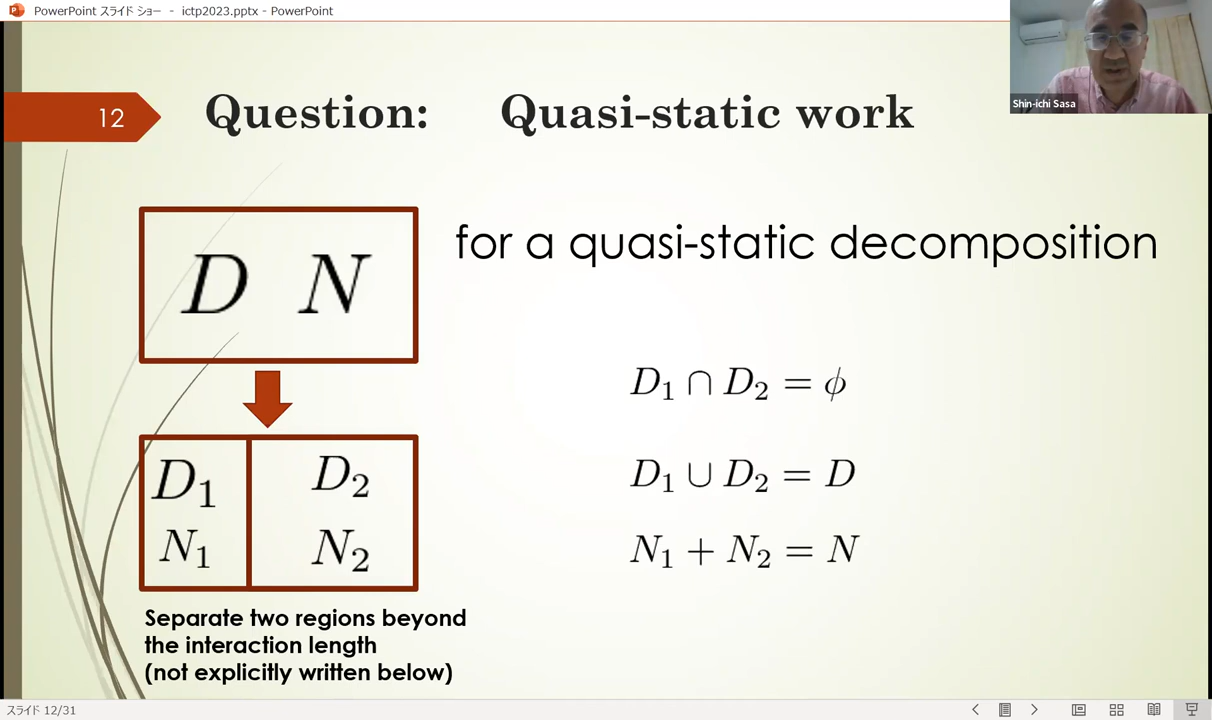 PowerPoint スライド ショー - ictp2023.pptx - PowerPoint
Shin-ichi Sasa
12
Question: Quasi-static work
for a quasi-static decomposition
D N
D₁ ∩ D₂ = ϕ
D₁ D₂
D₁ ∪ D₂ = D
N₁ N₂
N₁ + N₂ = N
Separate two regions beyond
the interaction length
(not explicitly written below)
スライド 12/31